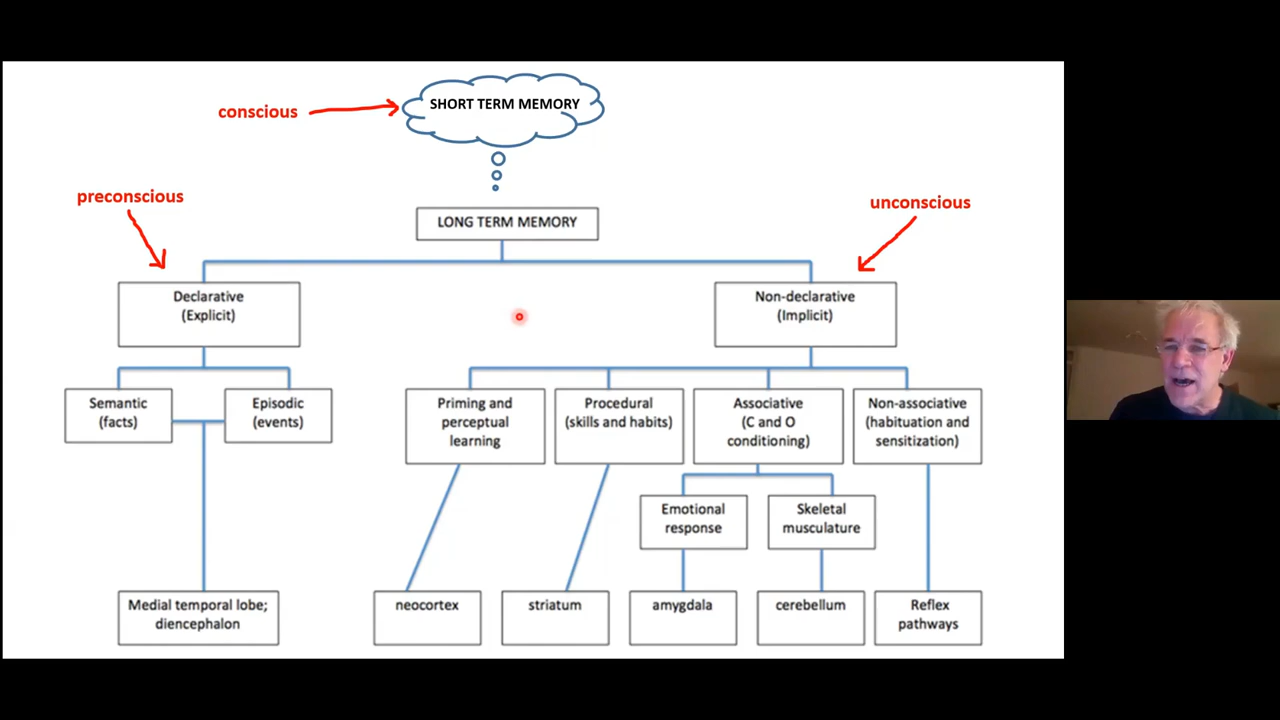 SHORT TERM MEMORY
conscious
preconscious
unconscious
LONG TERM MEMORY
Declarative
(Explicit)
Non-declarative
(Implicit)
Semantic
(facts)
Episodic
(events)
Priming and
perceptual
learning
Procedural
(skills and habits)
Associative
(C and O
conditioning)
Non-associative
(habituation and
sensitization)
Emotional
response
Skeletal
musculature
Medial temporal lobe;
diencephalon
neocortex
striatum
amygdala
cerebellum
Reflex
pathways